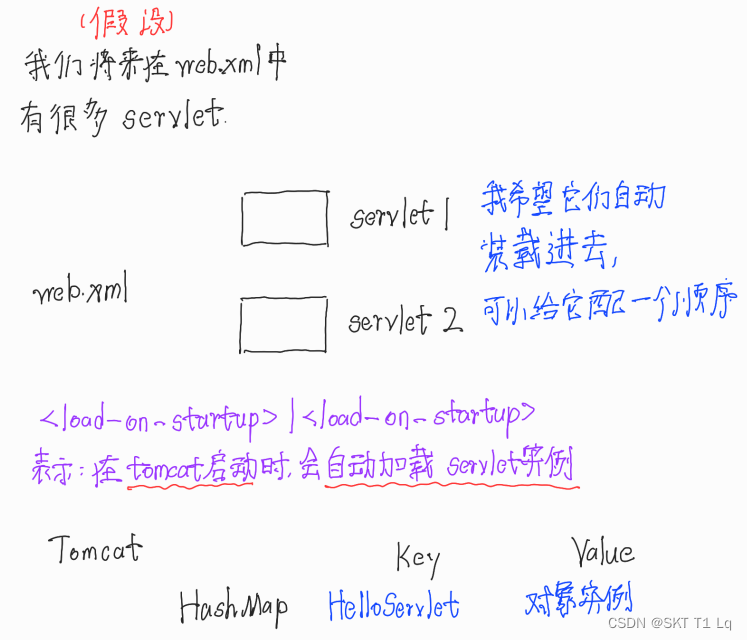 (假设)
我们将来在web.xml中
有很多 servlet.
servlet 1
我希望它们自动
装载进去,
web.xml
servlet 2
可以给它配一个顺序
<load-on-startup>1<load-on-startup>
表示:在tomcat启动时,会自动加载 servlet实例
Tomcat
Key
Value
HashMap
HelloServlet
对象实例
CSDN @SKT T1 Lq